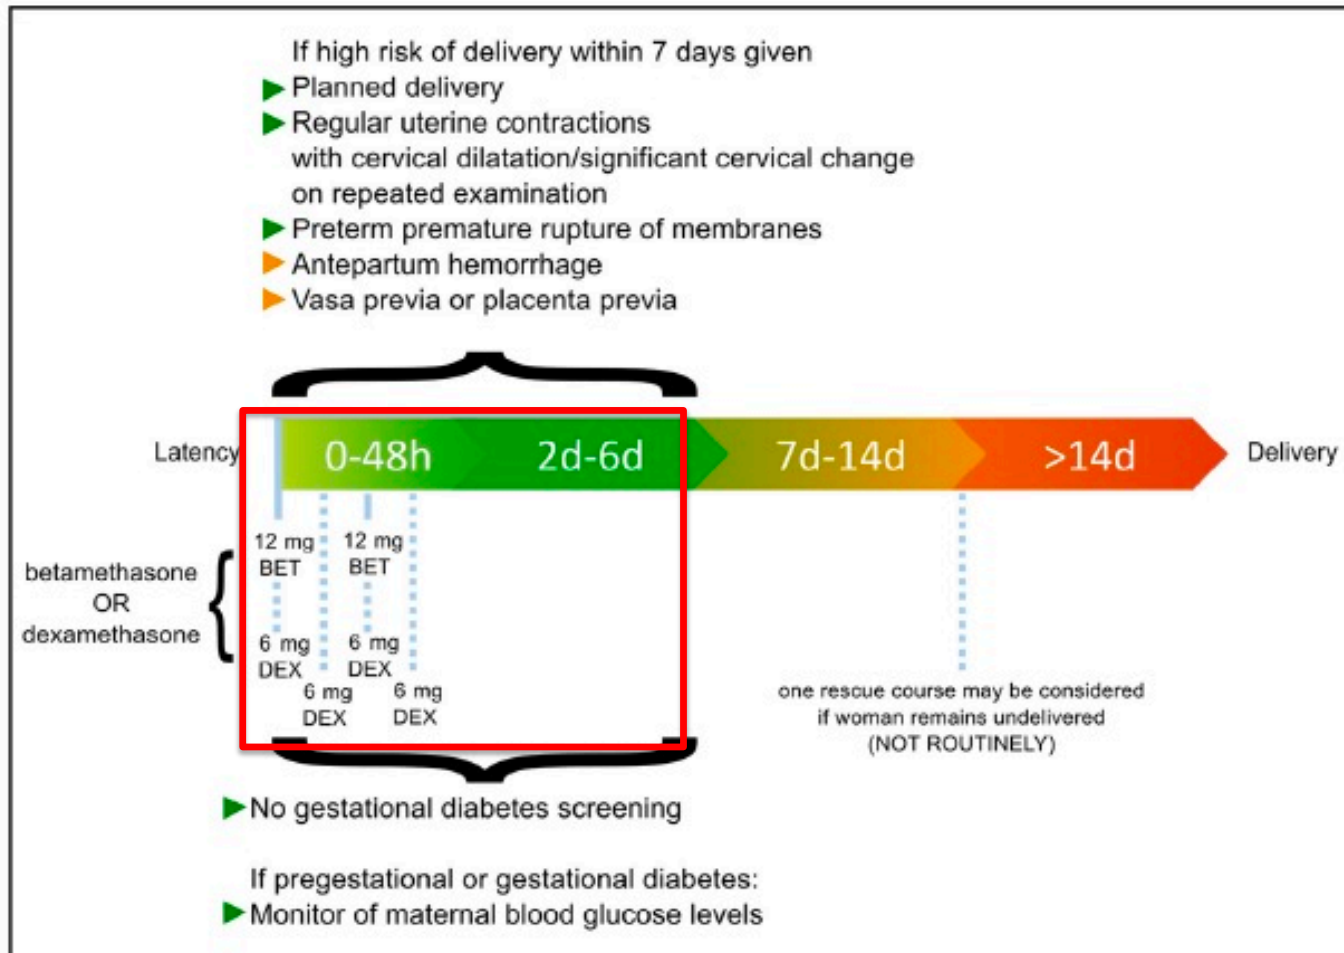 If high risk of delivery within 7 days given
Planned delivery
Regular uterine contractions
with cervical dilatation/significant cervical change
on repeated examination
Preterm premature rupture of membranes
Antepartum hemorrhage
Vasa previa or placenta previa
Latency
0-48h
2d-6d
7d-14d
>14d
Delivery
betamethasone
OR
dexamethasone
12 mg
BET
12 mg
BET
6 mg
DEX
6 mg
DEX
6 mg
DEX
6 mg
DEX
one rescue course may be considered
if woman remains undelivered
(NOT ROUTINELY)
No gestational diabetes screening
If pregestational or gestational diabetes:
Monitor of maternal blood glucose levels